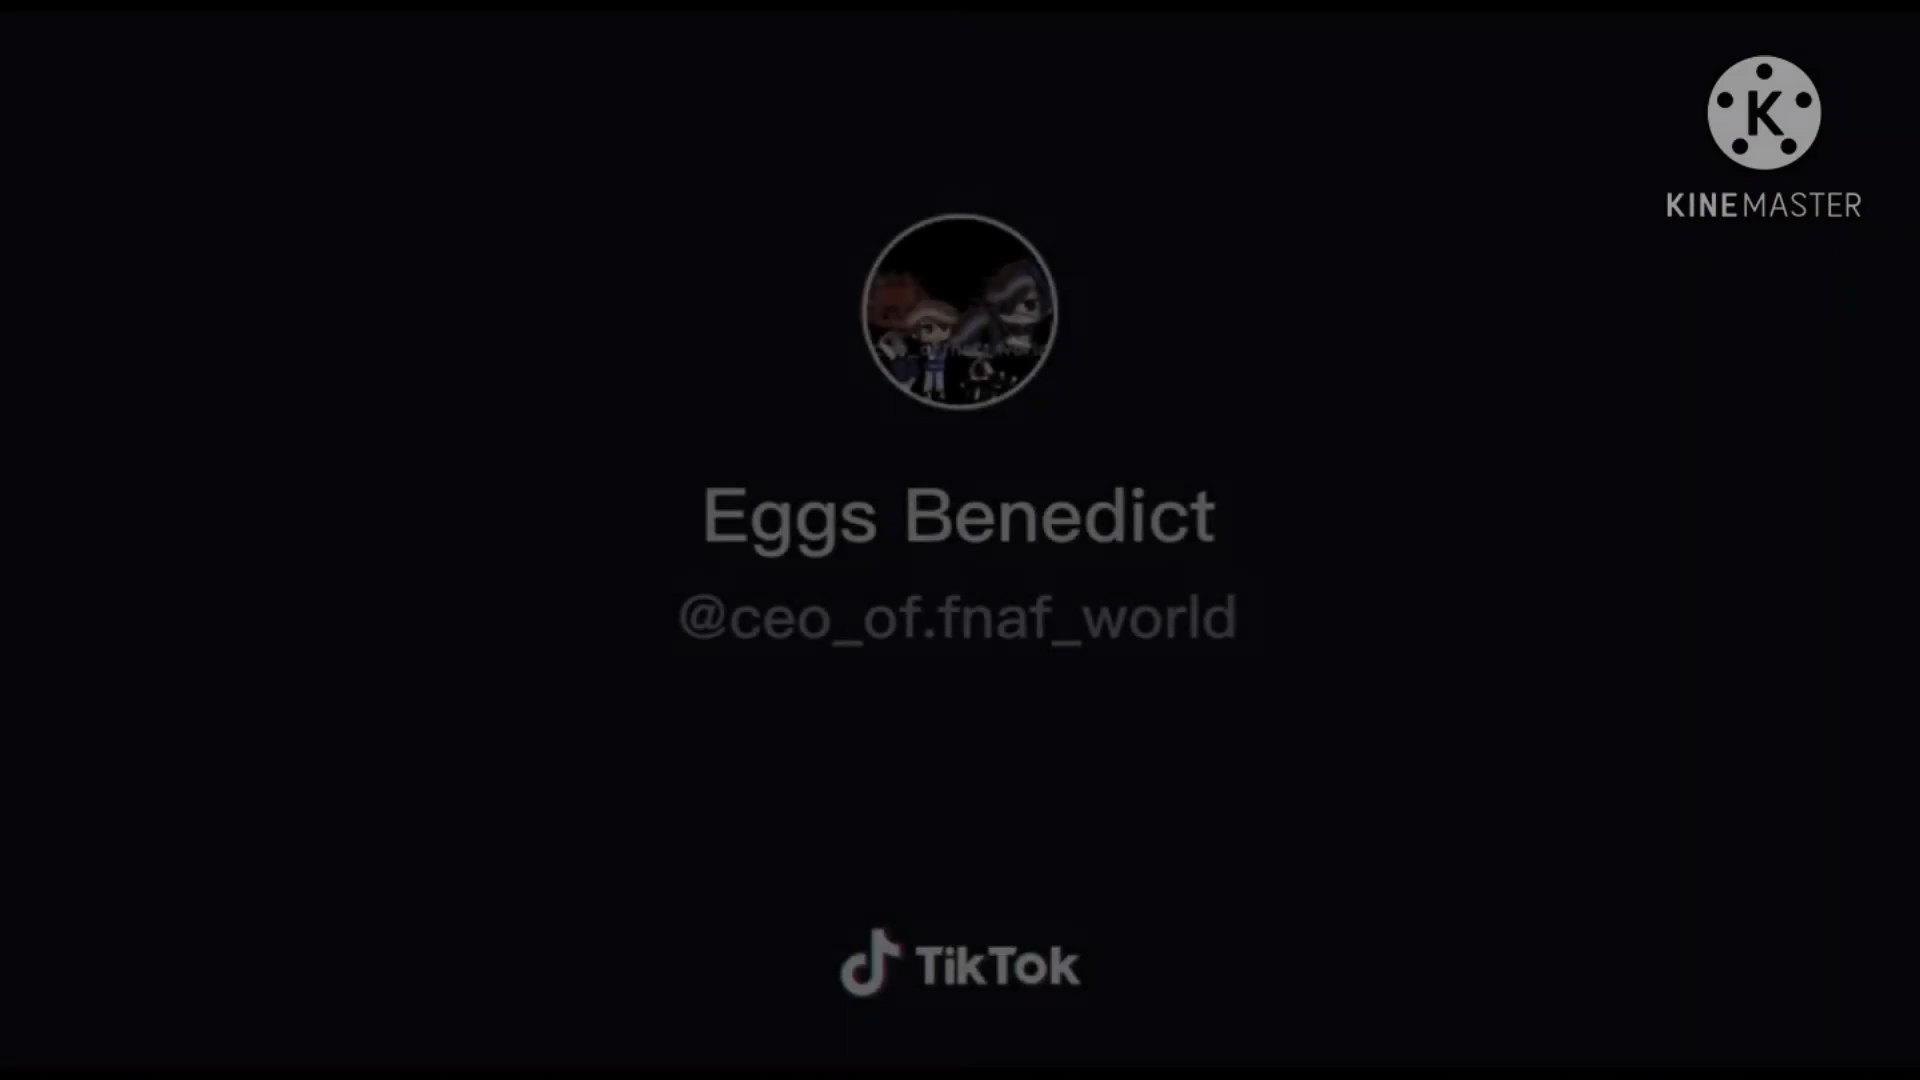 K
KINEMASTER
Eggs Benedict
@ceo_of.fnaf_world
TikTok